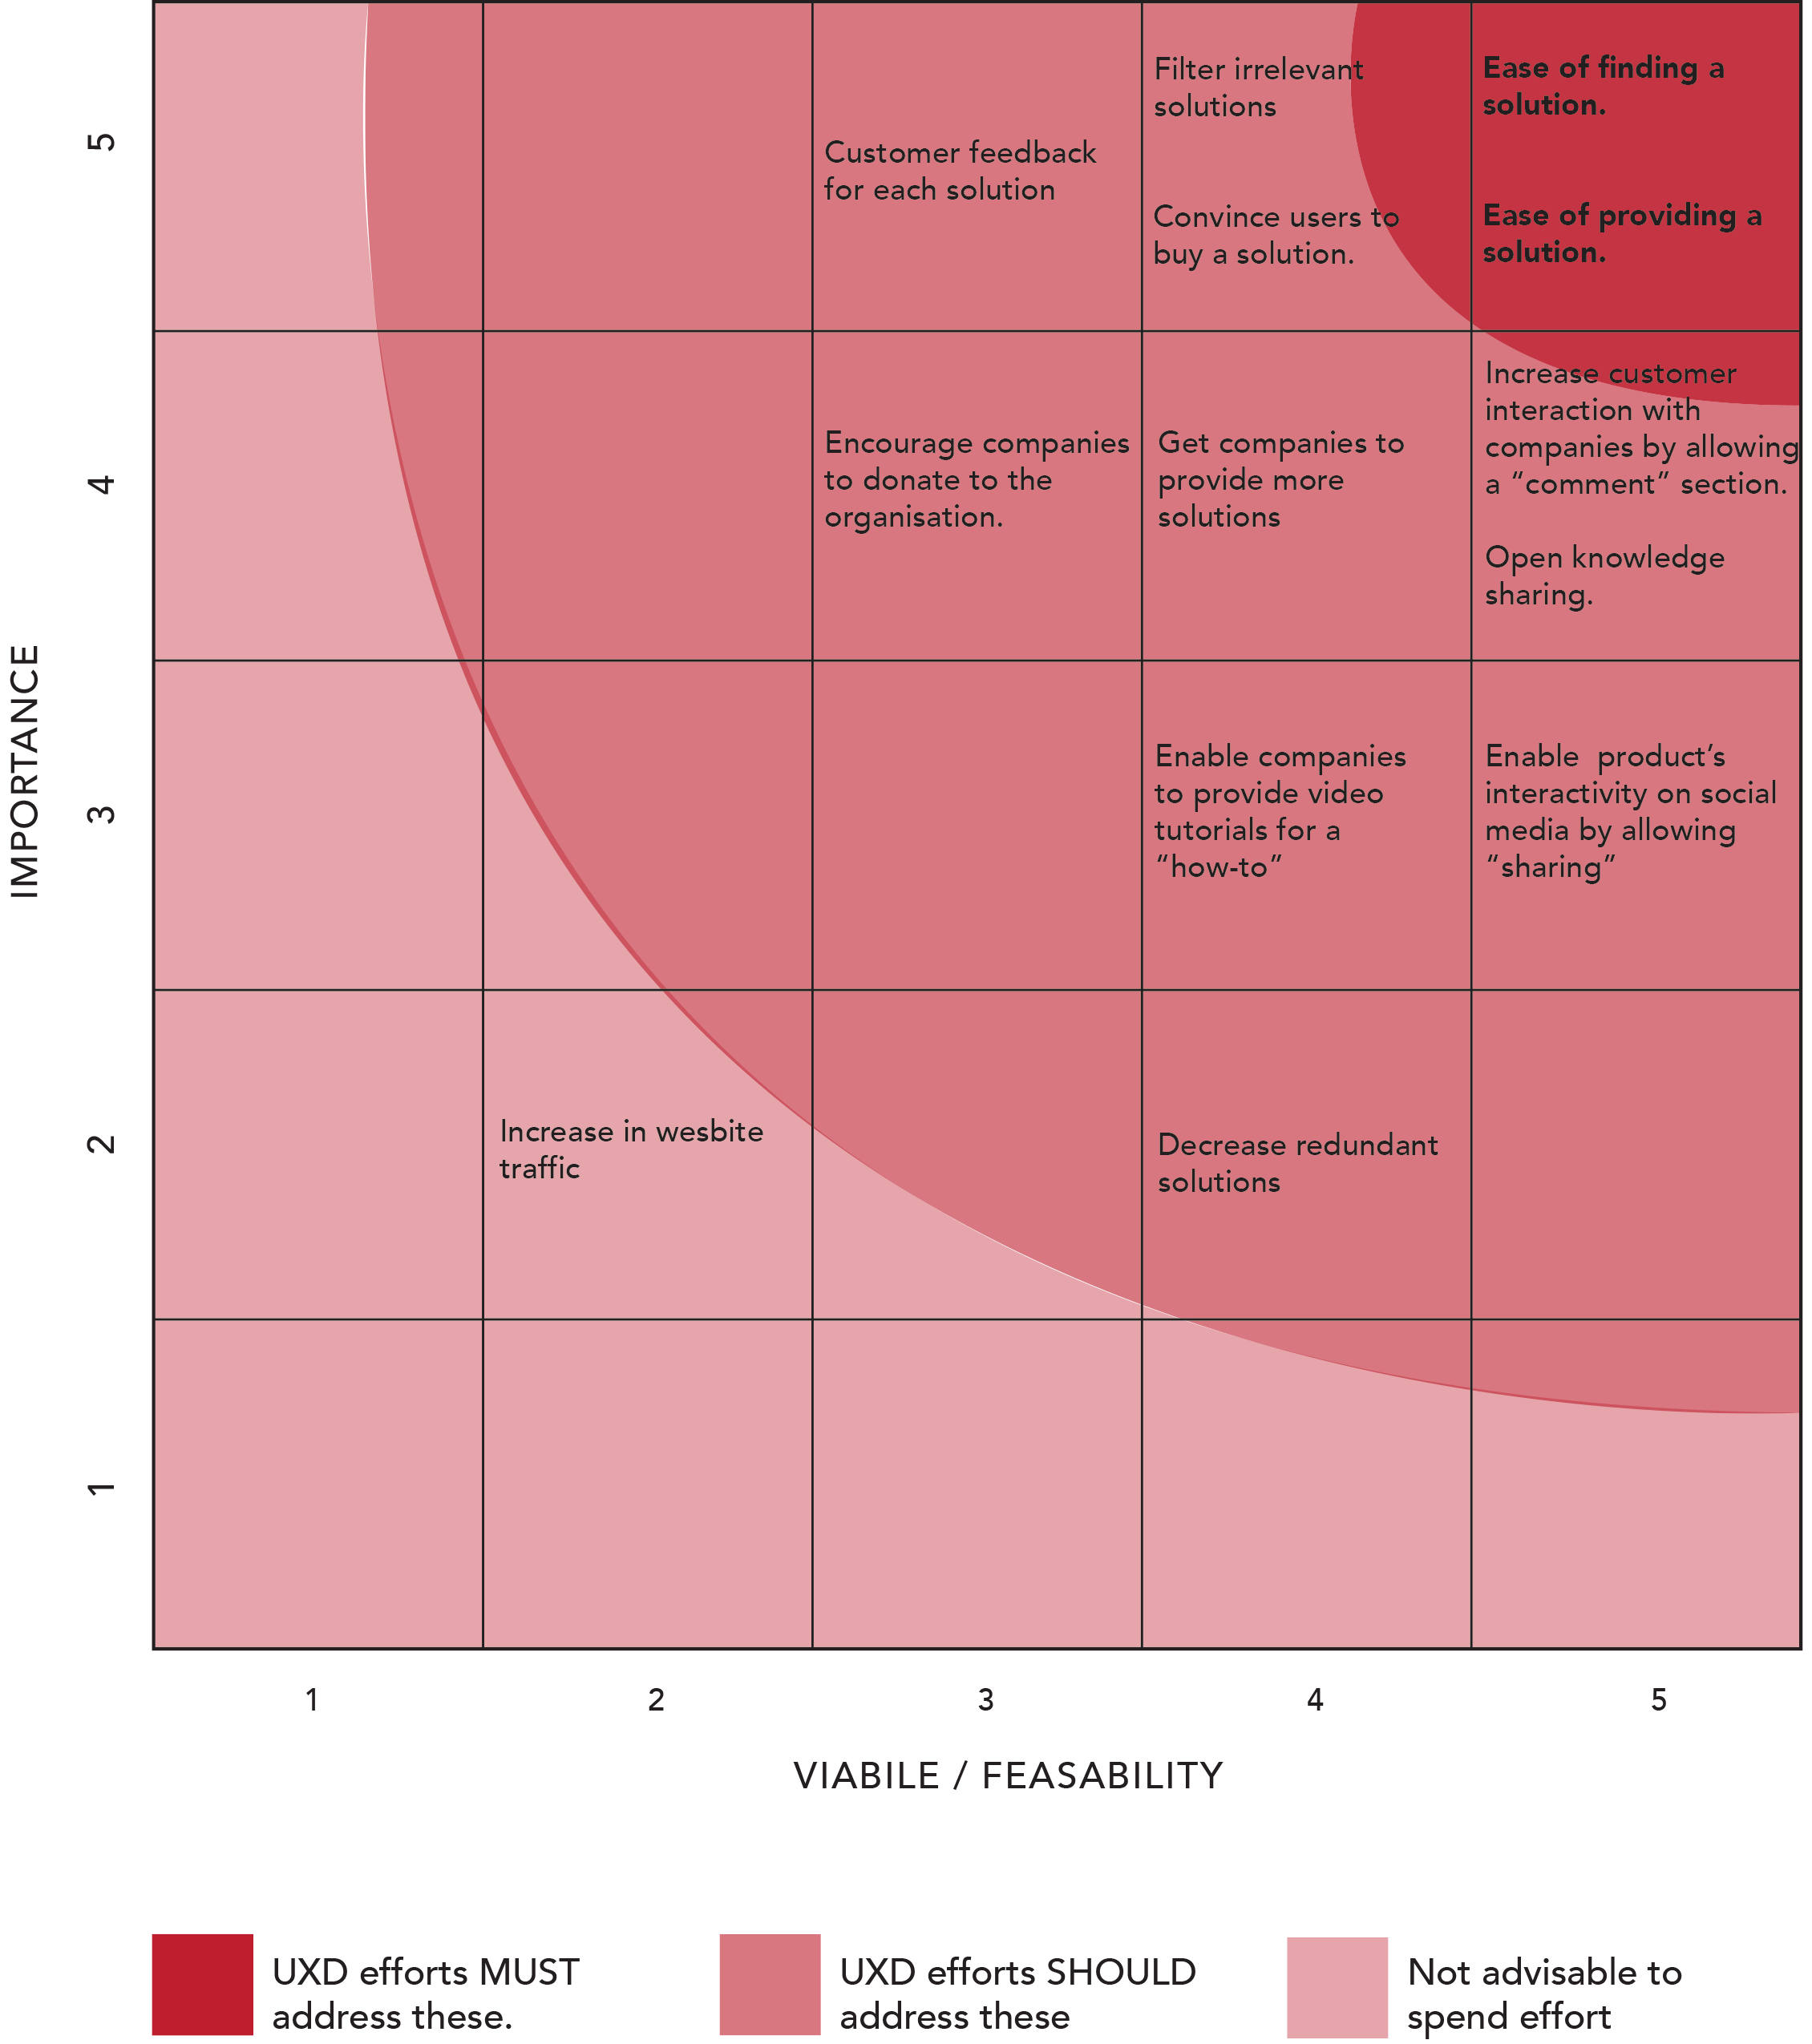 5
Filter irrelevant
solutions
Ease of finding a
solution.
Customer feedback
for each solution
Convince users to
buy a solution.
Ease of providing a
solution.
4
Encourage companies
to donate to the
organisation.
Get companies to
provide more
solutions
Increase customer
interaction with
companies by allowing
a “comment” section.
Open knowledge
sharing.
IMPORTANCE
3
Enable companies
to provide video
tutorials for a
“how-to”
Enable product’s
interactivity on social
media by allowing
“sharing”
2
Increase in wesbite
traffic
Decrease redundant
solutions
1
1 2 3 4 5
VIABILE / FEASABILITY
UXD efforts MUST
address these.
UXD efforts SHOULD
address these
Not advisable to
spend effort